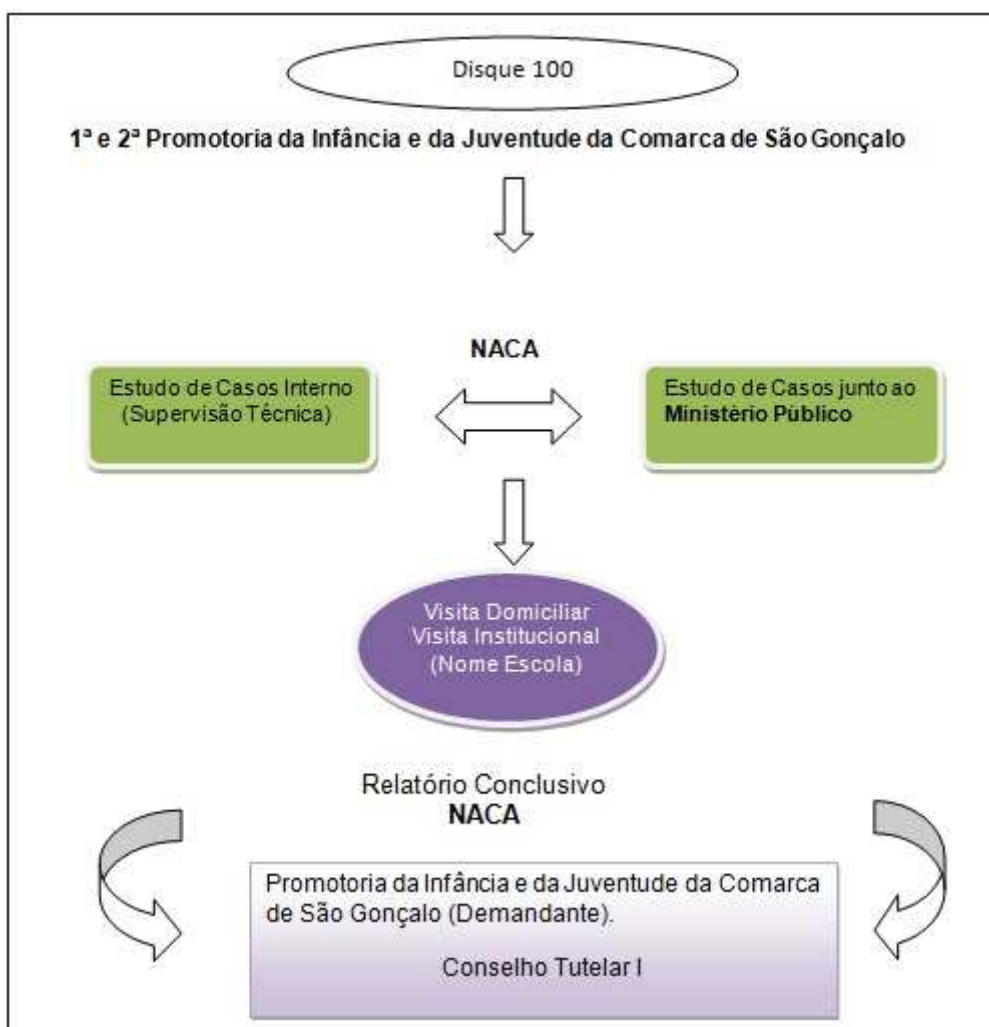 Disque 100
1ª e 2ª Promotoria da Infância e da Juventude da Comarca de São Gonçalo
NACA
Estudo de Casos Interno
(Supervisão Técnica)
Estudo de Casos junto ao
Ministério Público
Visita Domiciliar
Visita Institucional
(Nome Escola)
Relatório Conclusivo
NACA
Promotoria da Infância e da Juventude da Comarca
de São Gonçalo (Demandante).
Conselho Tutelar I